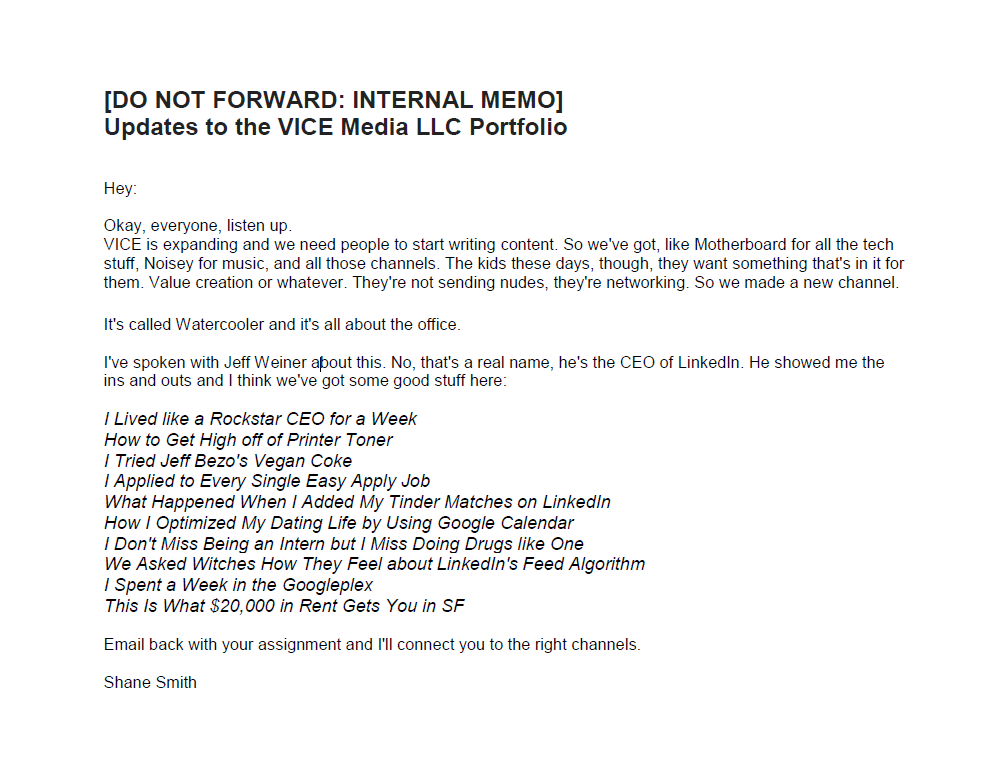 [DO NOT FORWARD: INTERNAL MEMO]
Updates to the VICE Media LLC Portfolio
Hey:
Okay, everyone, listen up.
VICE is expanding and we need people to start writing content. So we've got, like Motherboard for all the tech
stuff, Noisey for music, and all those channels. The kids these days, though, they want something that's in it for
them. Value creation or whatever. They're not sending nudes, they're networking. So we made a new channel.
It's called Watercooler and it's all about the office.
I've spoken with Jeff Weiner about this. No, that's a real name, he's the CEO of LinkedIn. He showed me the
ins and outs and I think we've got some good stuff here:
I Lived like a Rockstar CEO for a Week
How to Get High off of Printer Toner
I Tried Jeff Bezo's Vegan Coke
I Applied to Every Single Easy Apply Job
What Happened When I Added My Tinder Matches on LinkedIn
How I Optimized My Dating Life by Using Google Calendar
I Don't Miss Being an Intern but I Miss Doing Drugs like One
We Asked Witches How They Feel about LinkedIn's Feed Algorithm
I Spent a Week in the Googleplex
This Is What $20,000 in Rent Gets You in SF
Email back with your assignment and I'll connect you to the right channels.
Shane Smith